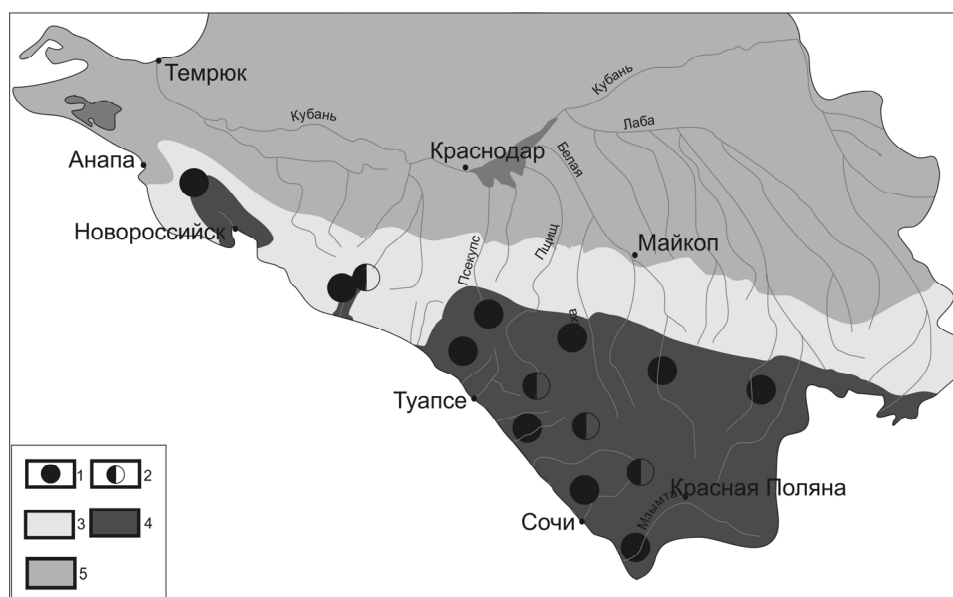 Темрюк
Кубань
Кубань
Лаба
Анапа
Краснодар
Белая
Новороссийск
Псекупс
Пшиш
Майкоп
ха
Туапсе
Красная Поляна
Мзымта
Сочи
1
2
3
4
5